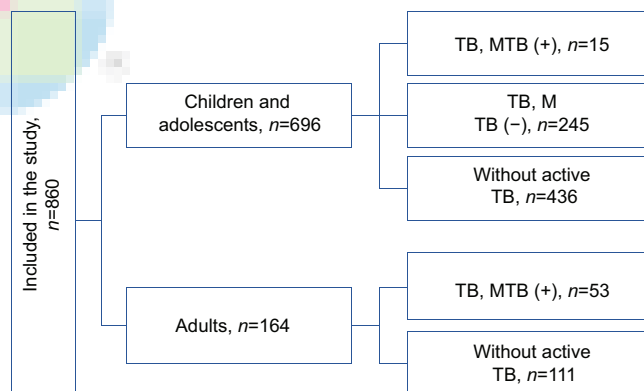 Included in the study,
n=860
Children and
adolescents, n=696
TB, MTB (+), n=15
TB, M
TB (−), n=245
Without active
TB, n=436
Adults, n=164
TB, MTB (+), n=53
Without active
TB, n=111